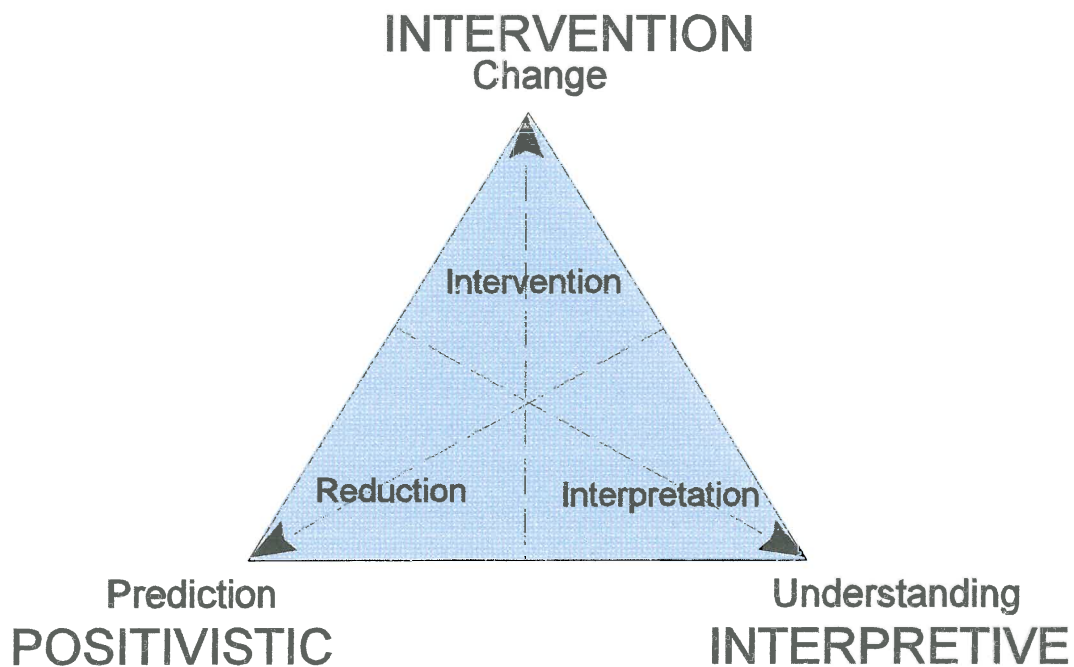 INTERVENTION
Change
Intervention
Reduction
Interpretation
Prediction
POSITIVISTIC
Understanding
INTERPRETIVE